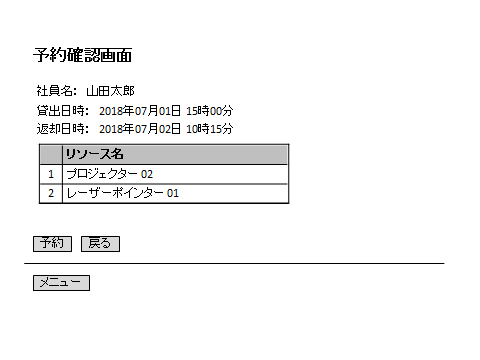 予約確認画面
社員名： 山田太郎
貸出日時： 2018年07月01日 15時00分
返却日時： 2018年07月02日 10時15分
リソース名
1 プロジェクター 02
2 レーザーポインター 01
予約 戻る
メニュー